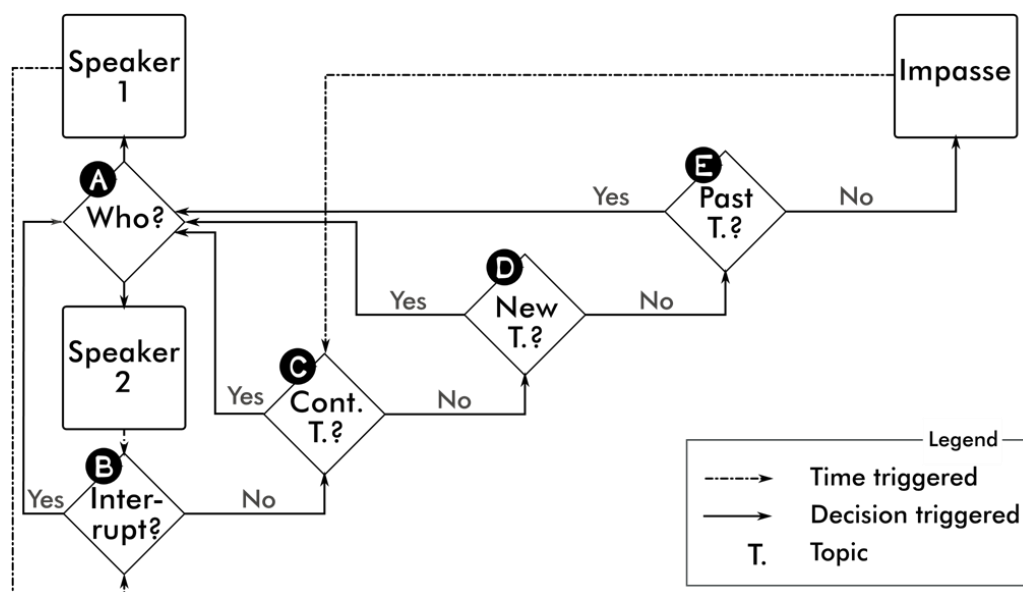 Speaker
1
Impasse
A
Who?
E
Past
T.?
Yes
No
D
New
T.?
Yes
No
Speaker
2
C
Cont.
T.?
Yes
No
B
Inter-
rupt?
Yes
No
Legend
Time triggered
Decision triggered
T. Topic